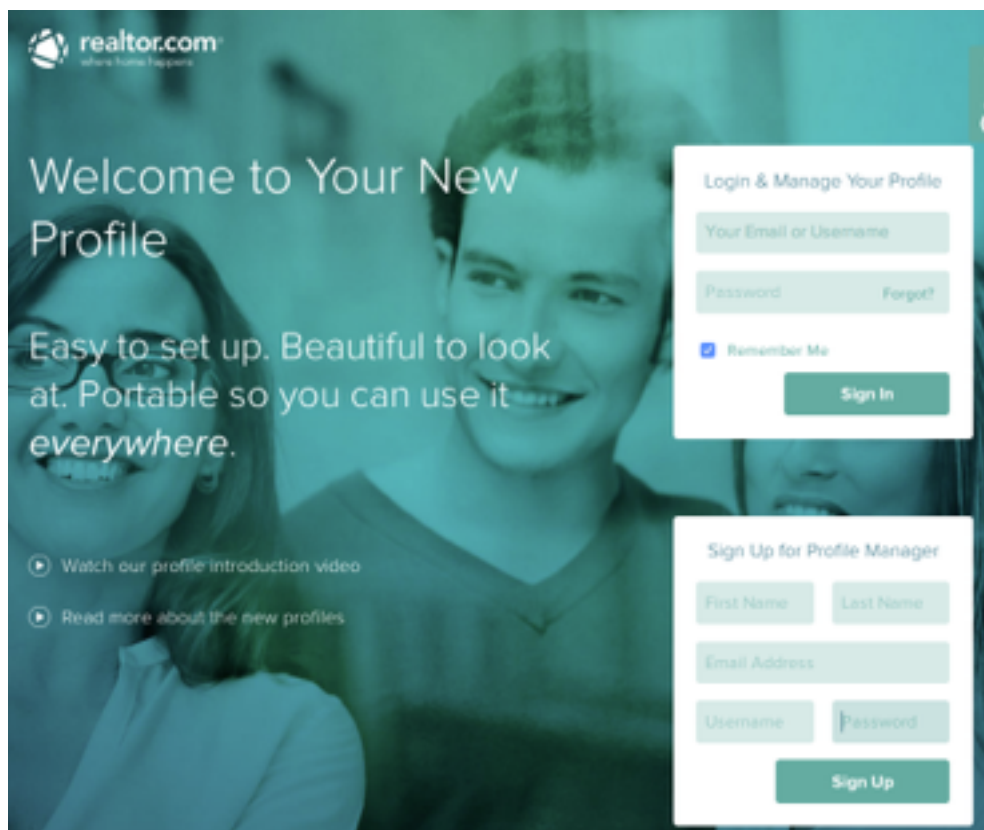 realtor.com
where home happens
Welcome to Your New
Profile
Easy to set up. Beautiful to look
at. Portable so you can use it
everywhere.
Watch our profile introduction video
Read more about the new profiles
Login & Manage Your Profile
Your Email or Username
Password Forgot?
Remember Me
Sign In
Sign Up for Profile Manager
First Name Last Name
Email Address
Username Password
Sign Up